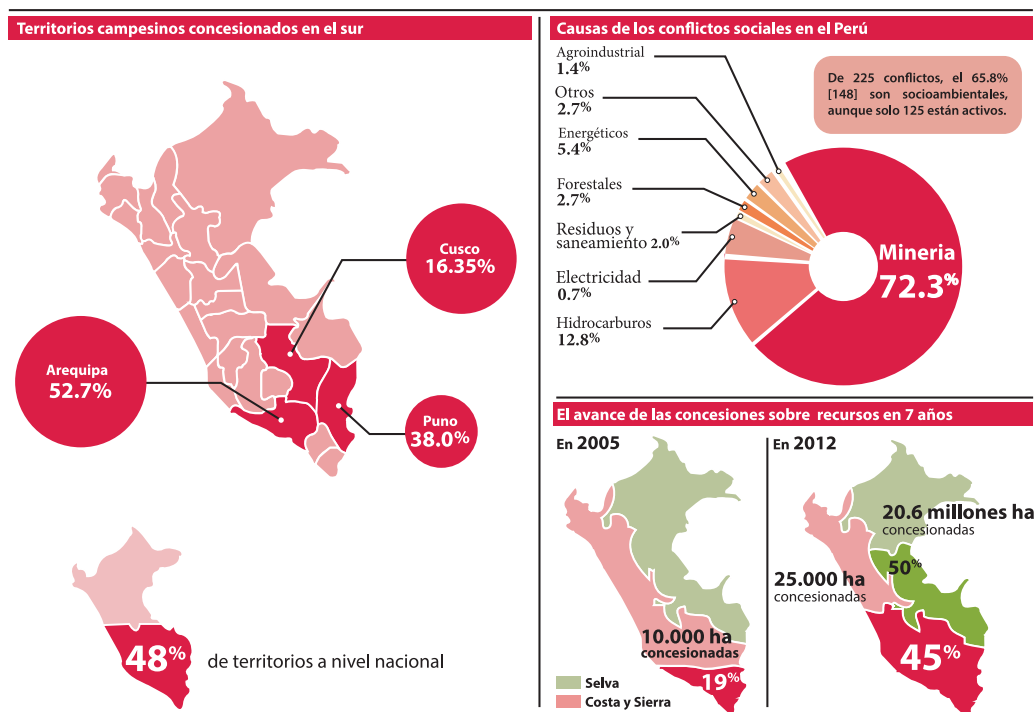 Territorios campesinos concesionados en el sur
Cusco
16.35%
Arequipa
52.7%
Puno
38.0%
48%
de territorios a nivel nacional
Causas de los conflictos sociales en el Perú
Agroindustrial
1.4%
Otros
2.7%
Energéticos
5.4%
Forestales
2.7%
Residuos y
saneamiento 2.0%
Electricidad
0.7%
Hidrocarburos
12.8%
De 225 conflictos, el 65.8%
[148] son socioambientales,
aunque solo 125 están activos.
Mineria
72.3%
El avance de las concesiones sobre recursos en 7 años
En 2005
10.000 ha
concesionadas
19%
Selva
Costa y Sierra
En 2012
20.6 millones ha
concesionadas
50%
25.000 ha
concesionadas
45%